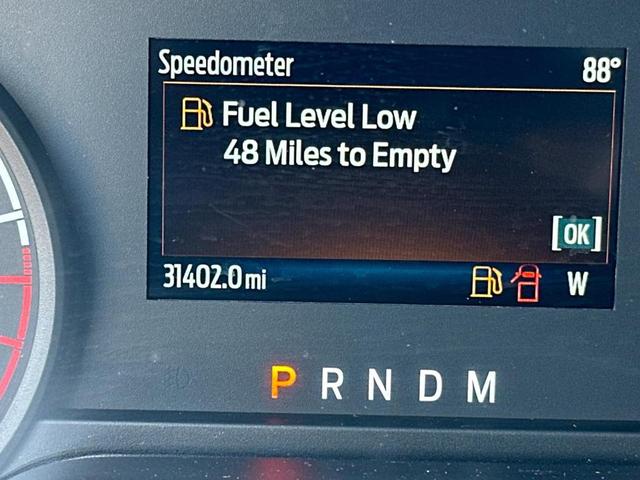 Speedometer 88°
Fuel Level Low
48 Miles to Empty
[OK]
31402.0 mi W
P R N D M